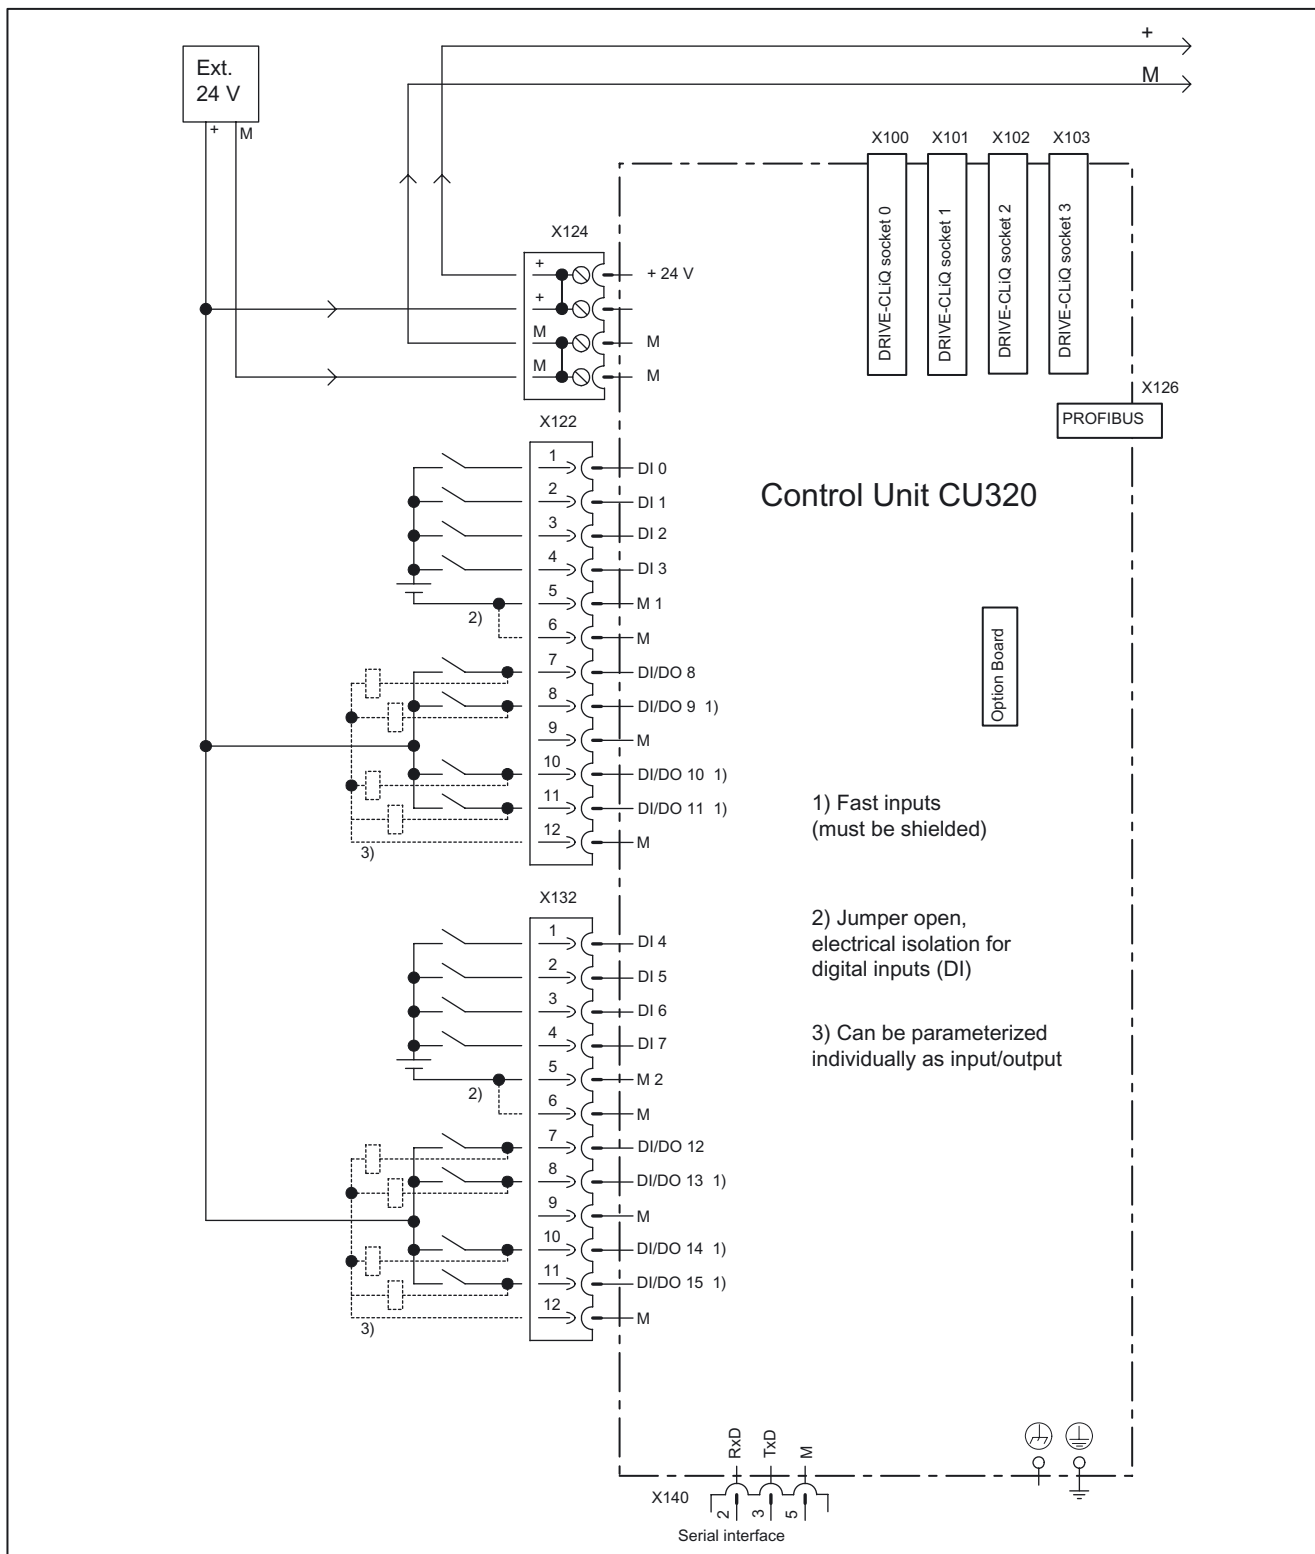 +
M
Ext.
24 V
+ M
X100 X101 X102 X103
DRIVE-CLiQ socket 0
DRIVE-CLiQ socket 1
DRIVE-CLiQ socket 2
DRIVE-CLiQ socket 3
X124
+ + 24 V
+
M M
M M
X126
PROFIBUS
Control Unit CU320
Option Board
X122
1 DI 0
2 DI 1
3 DI 2
4 DI 3
5 M 1
2)
6 M
7 DI/DO 8
8 DI/DO 9 1)
9 M
10 DI/DO 10 1)
11 DI/DO 11 1)
12 M
3)
1) Fast inputs
(must be shielded)
2) Jumper open,
electrical isolation for
digital inputs (DI)
3) Can be parameterized
individually as input/output
X132
1 DI 4
2 DI 5
3 DI 6
4 DI 7
5 M 2
2)
6 M
7 DI/DO 12
8 DI/DO 13 1)
9 M
10 DI/DO 14 1)
11 DI/DO 15 1)
12 M
3)
RxD
TxD
M
X140
2
3
5
Serial interface